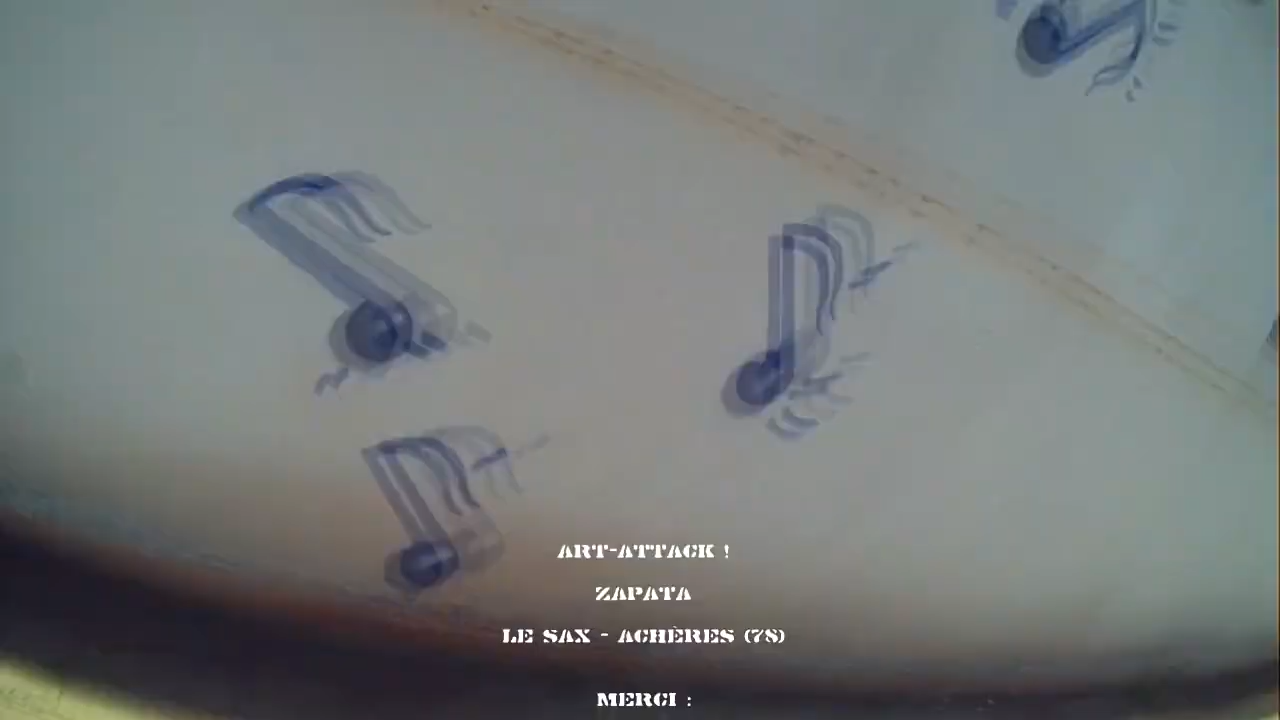 ART-ATTACK !
ZAPATA
LE SAX - ACHÈRES (78)
MERCI :